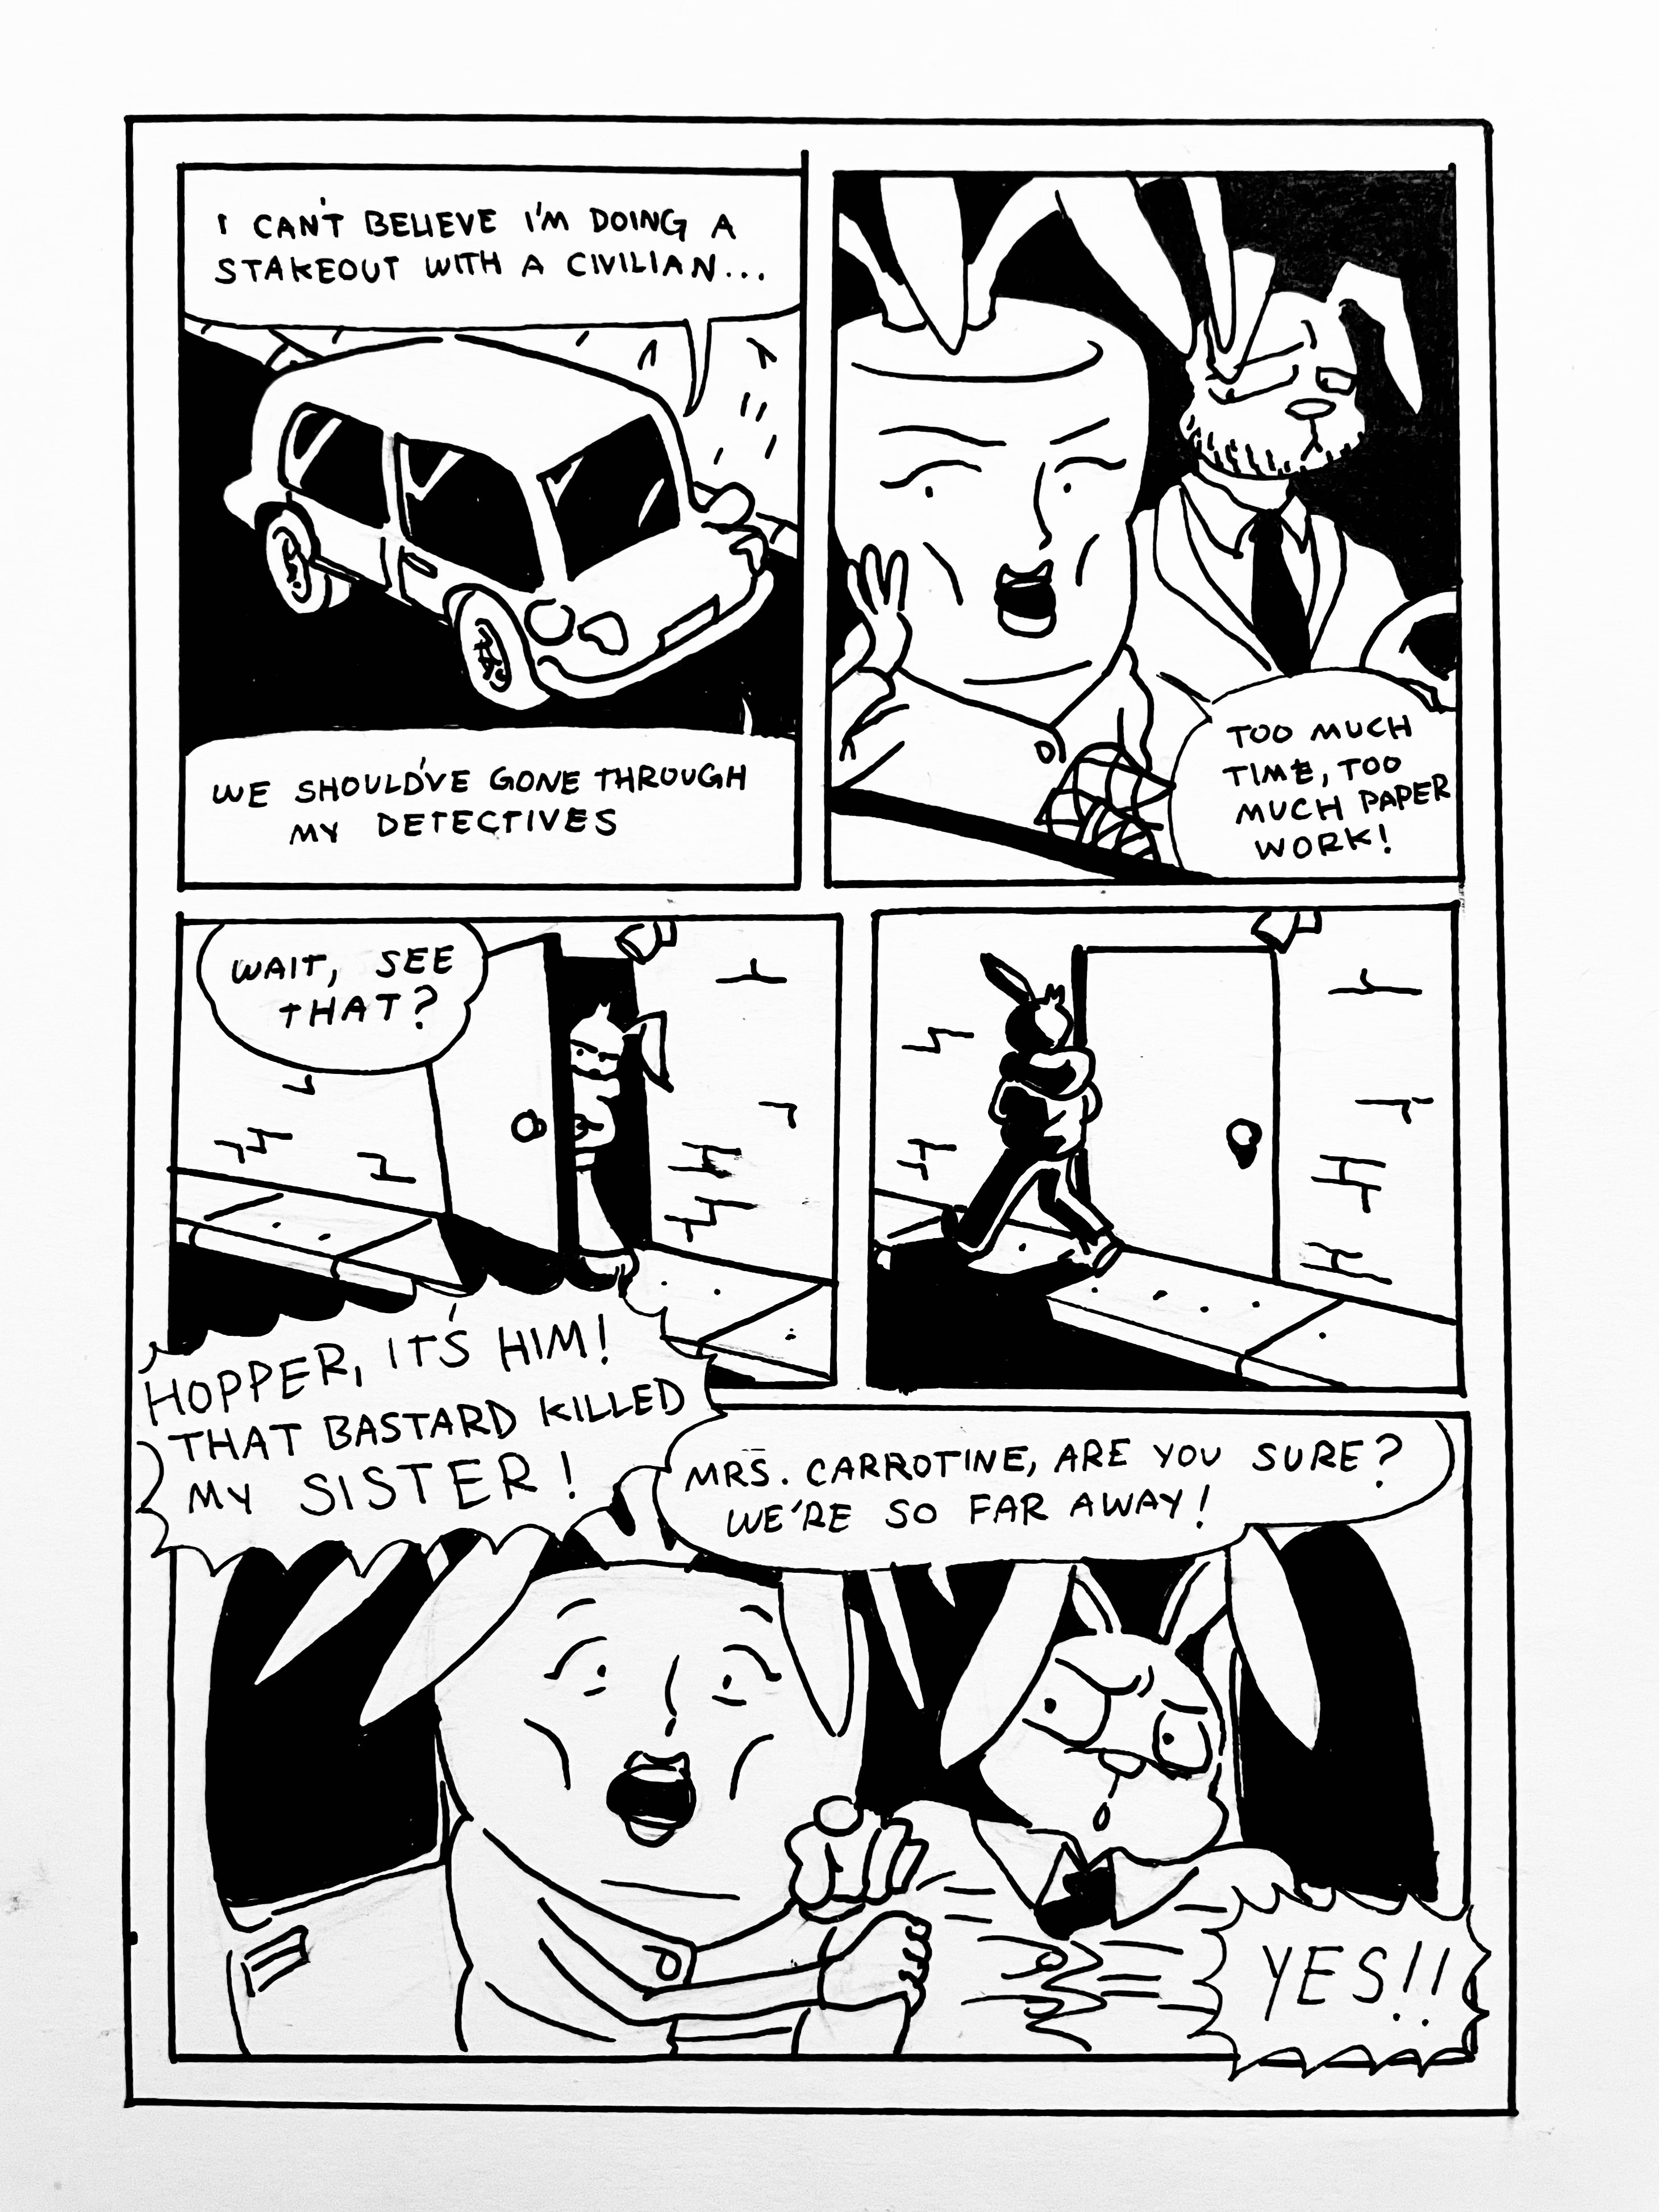 I CAN'T BELIEVE I'M DOING A
STAKEOUT WITH A CIVILIAN...
WE SHOULD'VE GONE THROUGH
MY DETECTIVES
TOO MUCH
TIME, TOO
MUCH PAPER
WORK!
WAIT, SEE
THAT?
HOPPER, IT'S HIM!
THAT BASTARD KILLED
MY SISTER!
MRS. CARROTINE, ARE YOU SURE?
WE'RE SO FAR AWAY!
YES!!